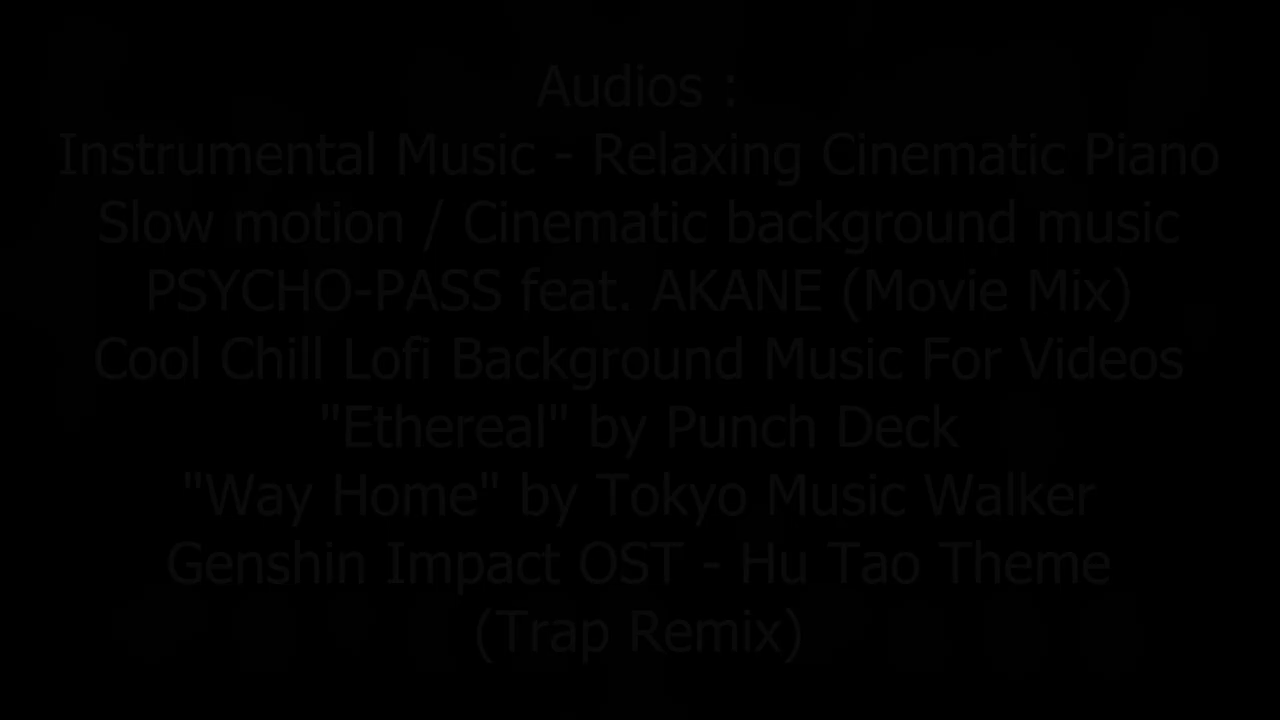 Audios :
Instrumental Music - Relaxing Cinematic Piano
Slow motion / Cinematic background music
PSYCHO-PASS feat. AKANE (Movie Mix)
Cool Chill Lofi Background Music For Videos
"Ethereal" by Punch Deck
"Way Home" by Tokyo Music Walker
Genshin Impact OST - Hu Tao Theme
(Trap Remix)